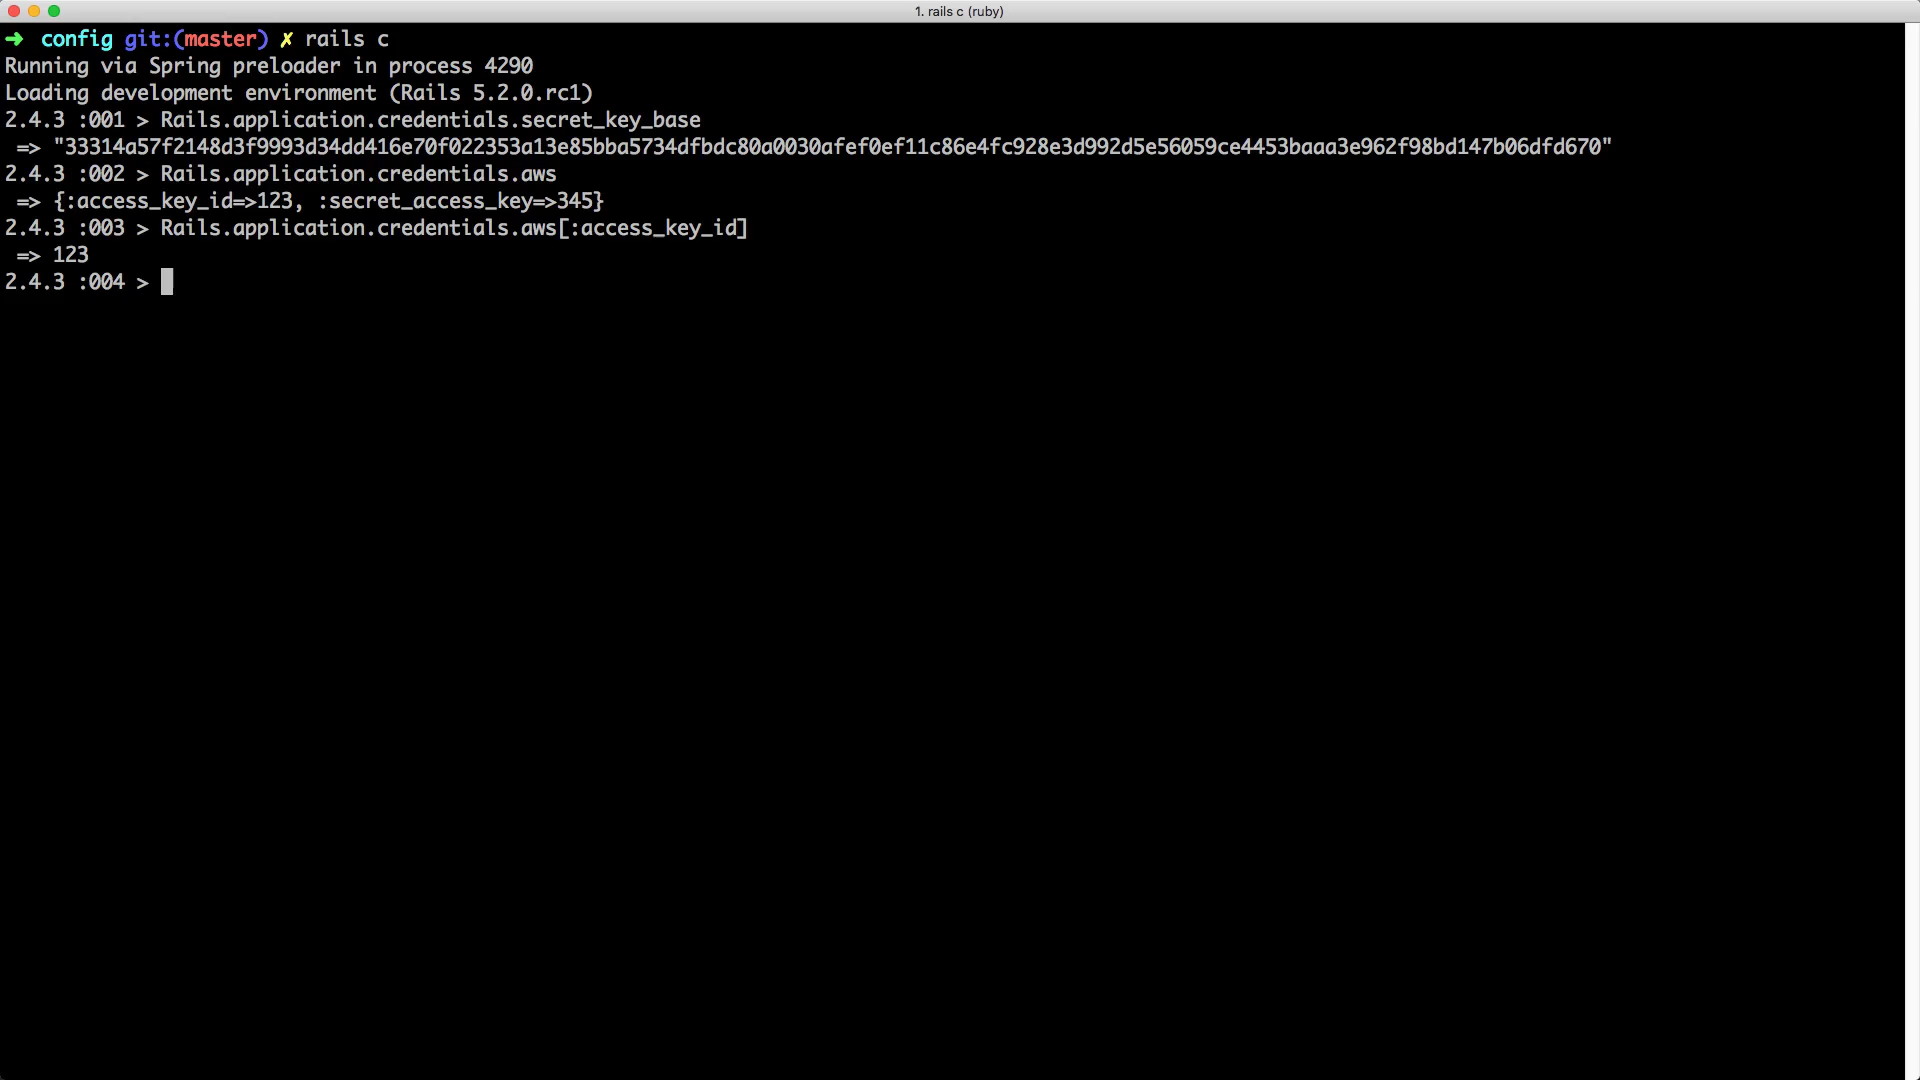 1. rails c (ruby)
➜ config git:(master) ✗ rails c
Running via Spring preloader in process 4290
Loading development environment (Rails 5.2.0.rc1)
2.4.3 :001 > Rails.application.credentials.secret_key_base
=> "33314a57f2148d3f9993d34dd416e70f022353a13e85bba5734dfbdc80a0030afef0ef11c86e4fc928e3d992d5e56059ce4453baaa3e962f98bd147b06dfd670"
2.4.3 :002 > Rails.application.credentials.aws
=> {:access_key_id=>123, :secret_access_key=>345}
2.4.3 :003 > Rails.application.credentials.aws[:access_key_id]
=> 123
2.4.3 :004 >